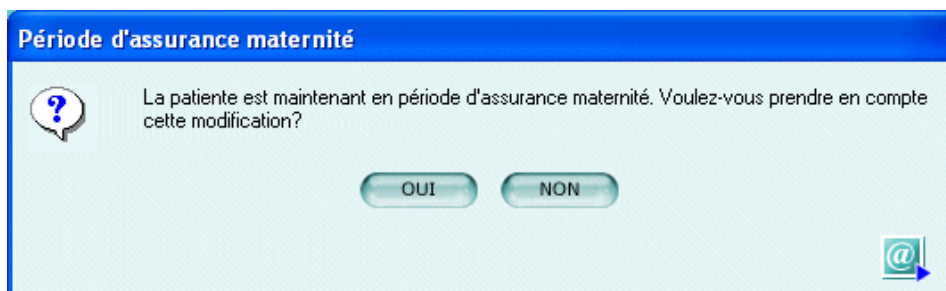 Période d'assurance maternité
La patiente est maintenant en période d'assurance maternité. Voulez-vous prendre en compte
cette modification?
OUI NON
@